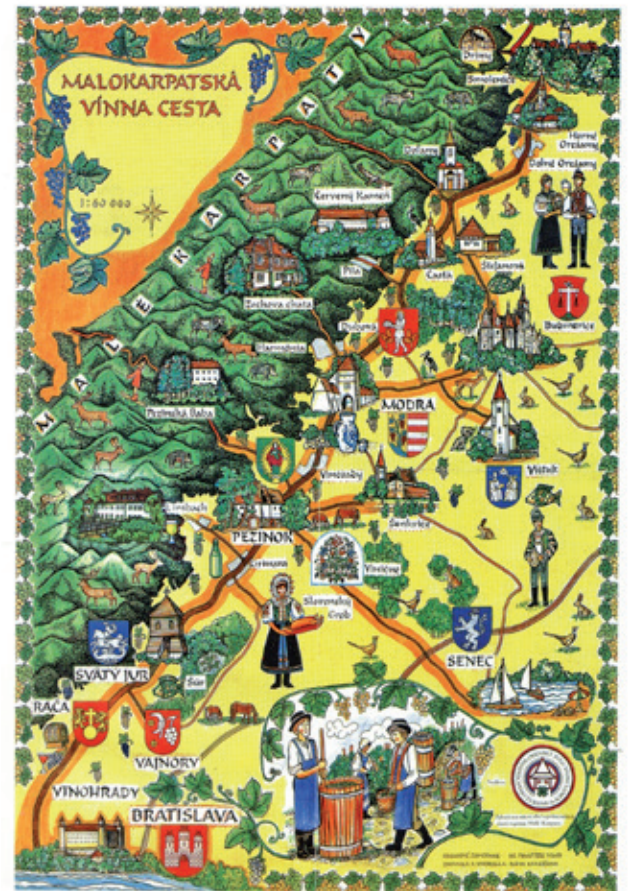 MALOKARPATSKÁ
VÍNNA CESTA
1:60 000
MALÉ KARPATY
Smolenice
Horné
Orešany
Dolné Orešany
Doľany
Červený Kameň
Píla
Častá
Štefanová
Budmerice
Zochova chata
Dubová
Harmónia
MODRA
Pezinská Baba
Vinosady
Vištuk
Limbach
Šenkvice
PEZINOK
Viničné
Grinava
Slovenský
Grob
SENEC
SVÄTÝ JUR
Šúr
RAČA
VAJNORY
VINOHRADY
BRATISLAVA